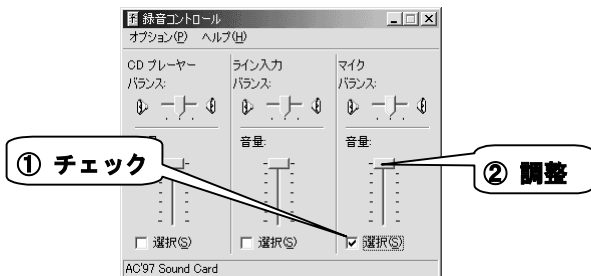 録音コントロール
オプション(P) ヘルプ(H)
CD プレーヤー ライン入力 マイク
バランス: バランス: バランス:
音量: 音量:
① チェック
② 調整
選択(S) 選択(S) 選択(S)
AC'97 Sound Card